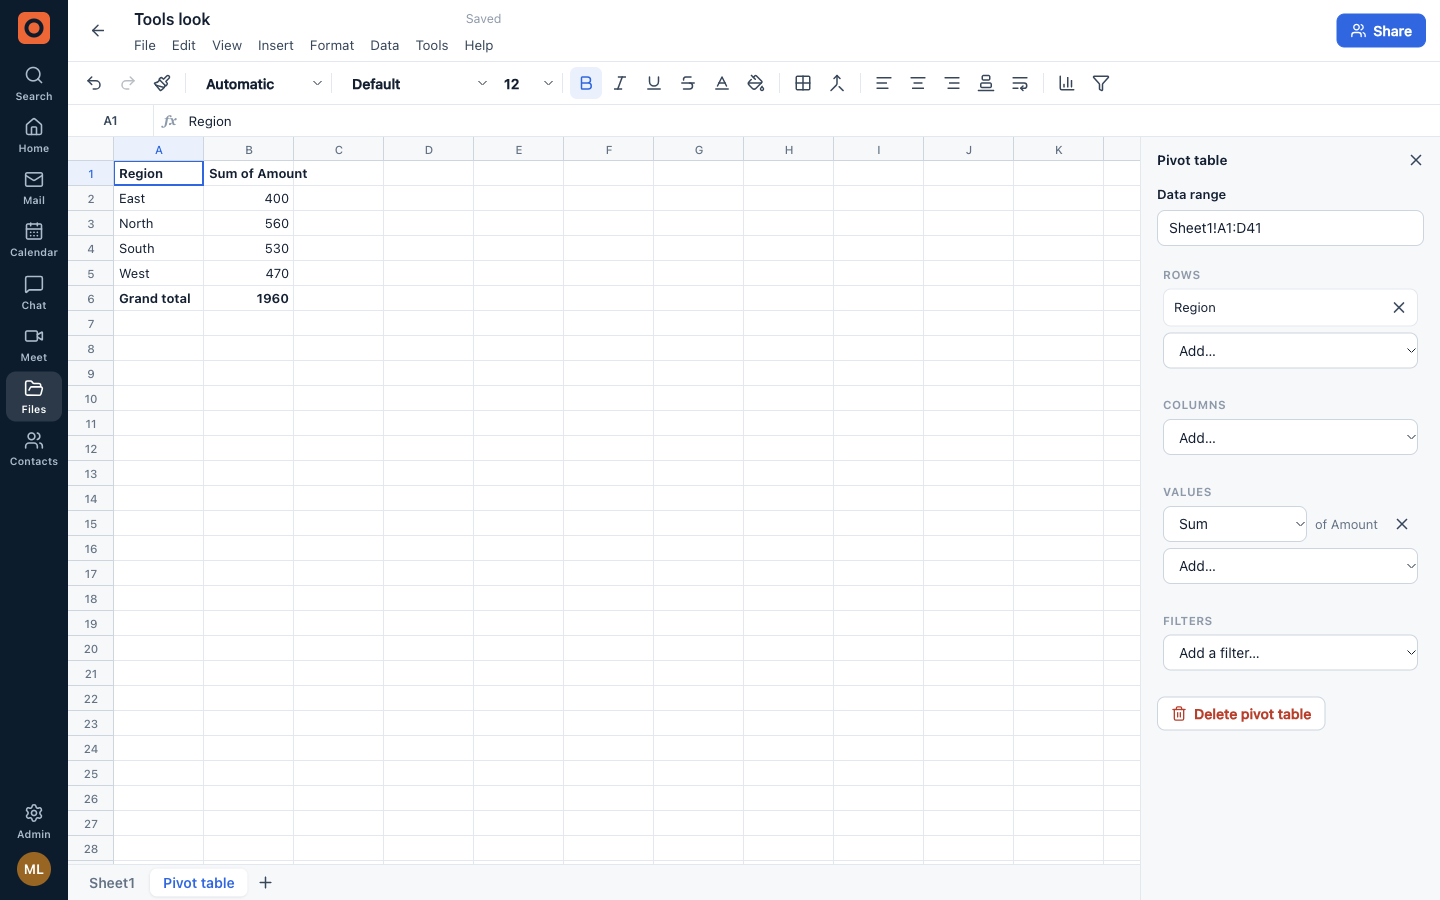 Tools look
Saved
File Edit View Insert Format Data Tools Help
Share
Automatic Default 12 B
A1 fx Region
A B C D E F G H I J K
1 Region Sum of Amount
2 East 400
3 North 560
4 South 530
5 West 470
6 Grand total 1960
7
8
9
10
11
12
13
14
15
16
17
18
19
20
21
22
23
24
25
26
27
28
Sheet1 Pivot table
Search
Home
Mail
Calendar
Chat
Meet
Files
Contacts
Admin
ML
Pivot table
Data range
Sheet1!A1:D41
ROWS
Region
Add...
COLUMNS
Add...
VALUES
Sum of Amount
Add...
FILTERS
Add a filter...
Delete pivot table